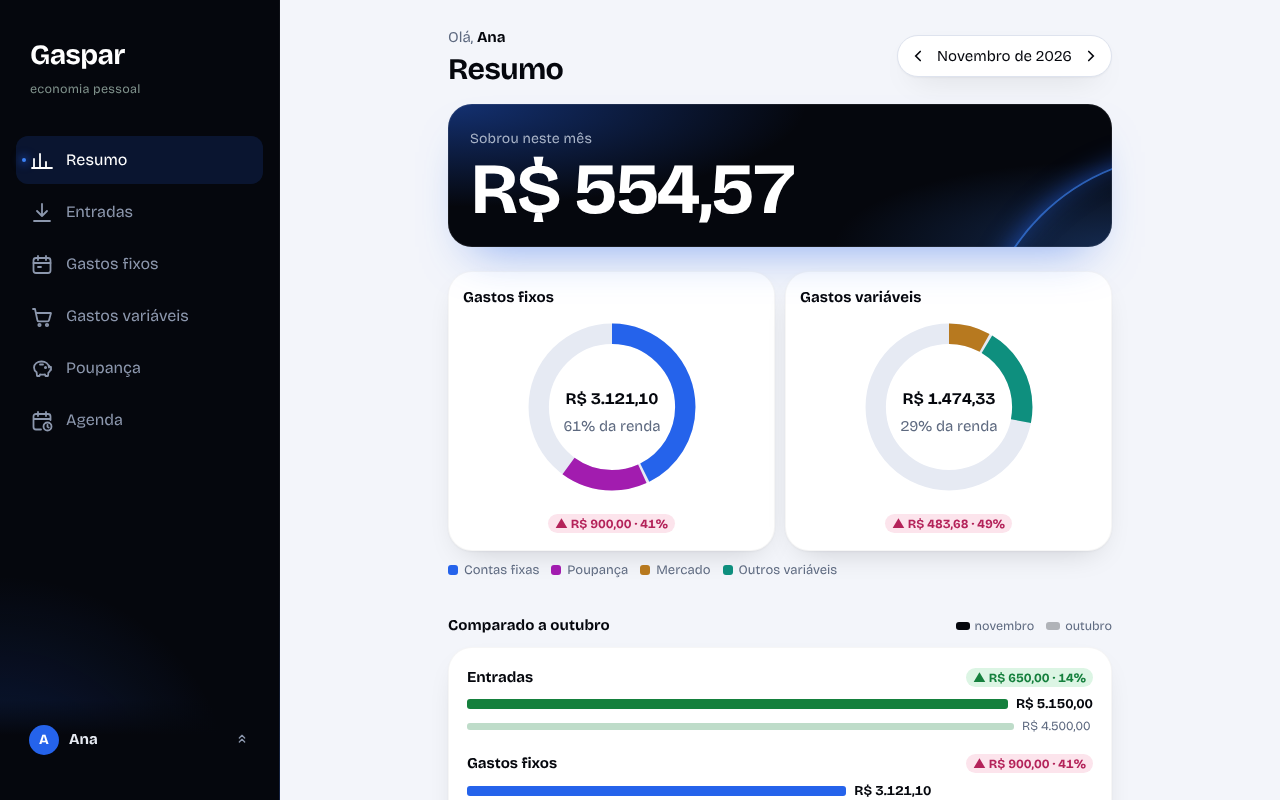 Gaspar
economia pessoal
Resumo
Entradas
Gastos fixos
Gastos variáveis
Poupança
Agenda
A
Ana
Olá, Ana
Resumo
Novembro de 2026
Sobrou neste mês
R$ 554,57
Gastos fixos
R$ 3.121,10
61% da renda
▲ R$ 900,00 · 41%
Gastos variáveis
R$ 1.474,33
29% da renda
▲ R$ 483,68 · 49%
Contas fixas
Poupança
Mercado
Outros variáveis
Comparado a outubro
novembro
outubro
Entradas
▲ R$ 650,00 · 14%
R$ 5.150,00
R$ 4.500,00
Gastos fixos
▲ R$ 900,00 · 41%
R$ 3.121,10